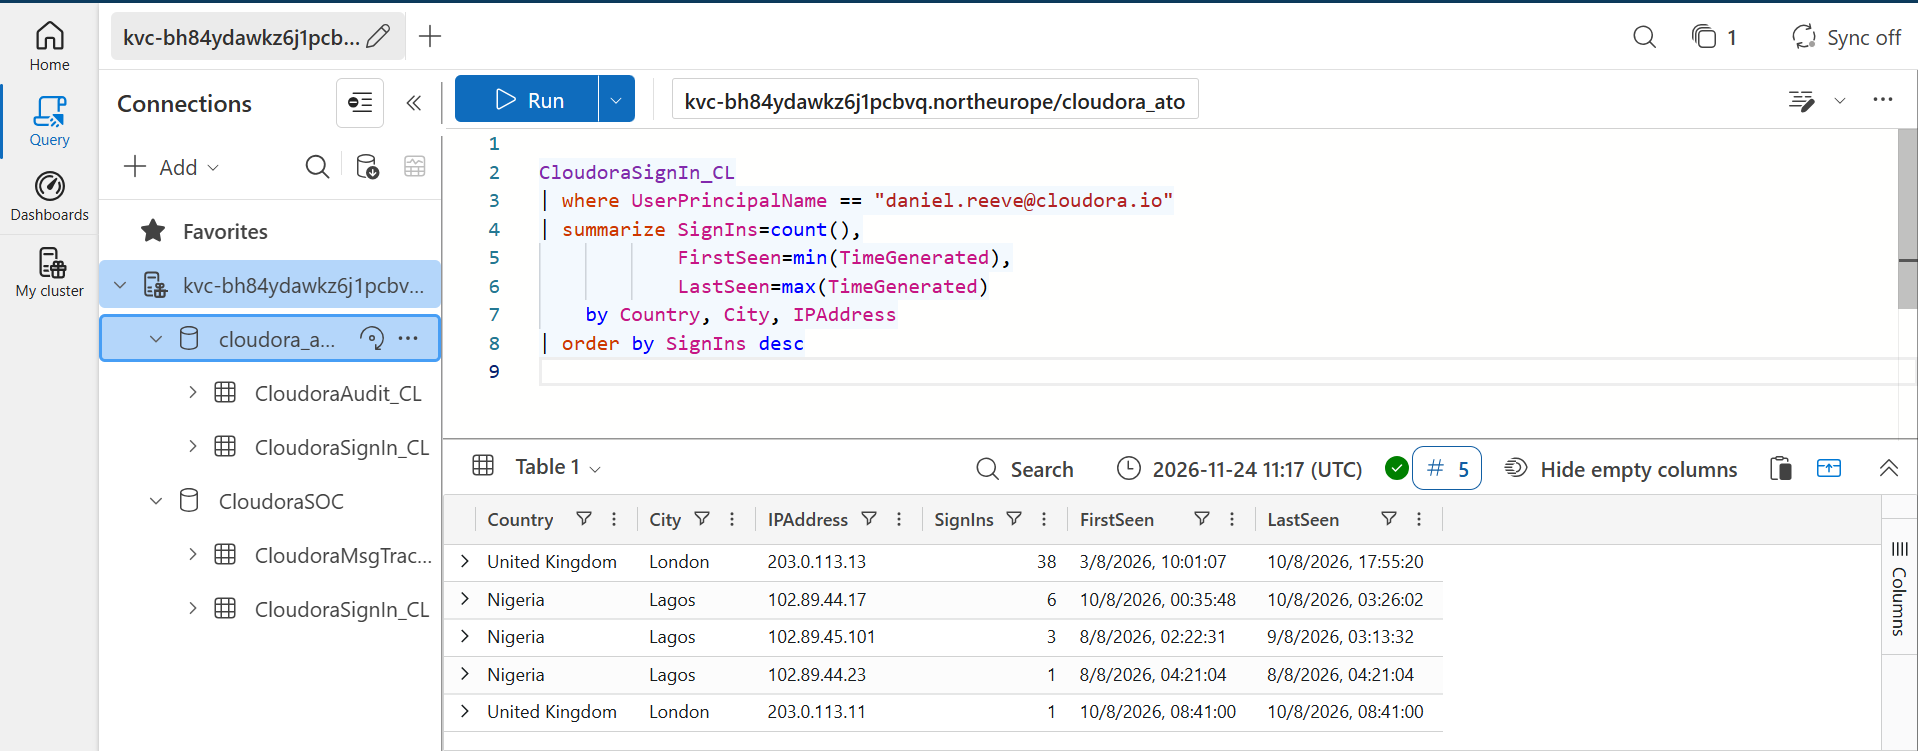 kvc-bh84ydawkz6j1pcb...
1
Sync off
Home
Query
Dashboards
My cluster
Connections
Add
Favorites
kvc-bh84ydawkz6j1pcbv...
cloudora_a...
CloudoraAudit_CL
CloudoraSignIn_CL
CloudoraSOC
CloudoraMsgTrac...
CloudoraSignIn_CL
Run
kvc-bh84ydawkz6j1pcbvq.northeurope/cloudora_ato
1
2 CloudoraSignIn_CL
3 | where UserPrincipalName == "daniel.reeve@cloudora.io"
4 | summarize SignIns=count(),
5 FirstSeen=min(TimeGenerated),
6 LastSeen=max(TimeGenerated)
7 by Country, City, IPAddress
8 | order by SignIns desc
9
Table 1 Search 2026-11-24 11:17 (UTC) # 5 Hide empty columns
Country City IPAddress SignIns FirstSeen LastSeen
United Kingdom London 203.0.113.13 38 3/8/2026, 10:01:07 10/8/2026, 17:55:20
Nigeria Lagos 102.89.44.17 6 10/8/2026, 00:35:48 10/8/2026, 03:26:02
Nigeria Lagos 102.89.45.101 3 8/8/2026, 02:22:31 9/8/2026, 03:13:32
Nigeria Lagos 102.89.44.23 1 8/8/2026, 04:21:04 8/8/2026, 04:21:04
United Kingdom London 203.0.113.11 1 10/8/2026, 08:41:00 10/8/2026, 08:41:00
Columns